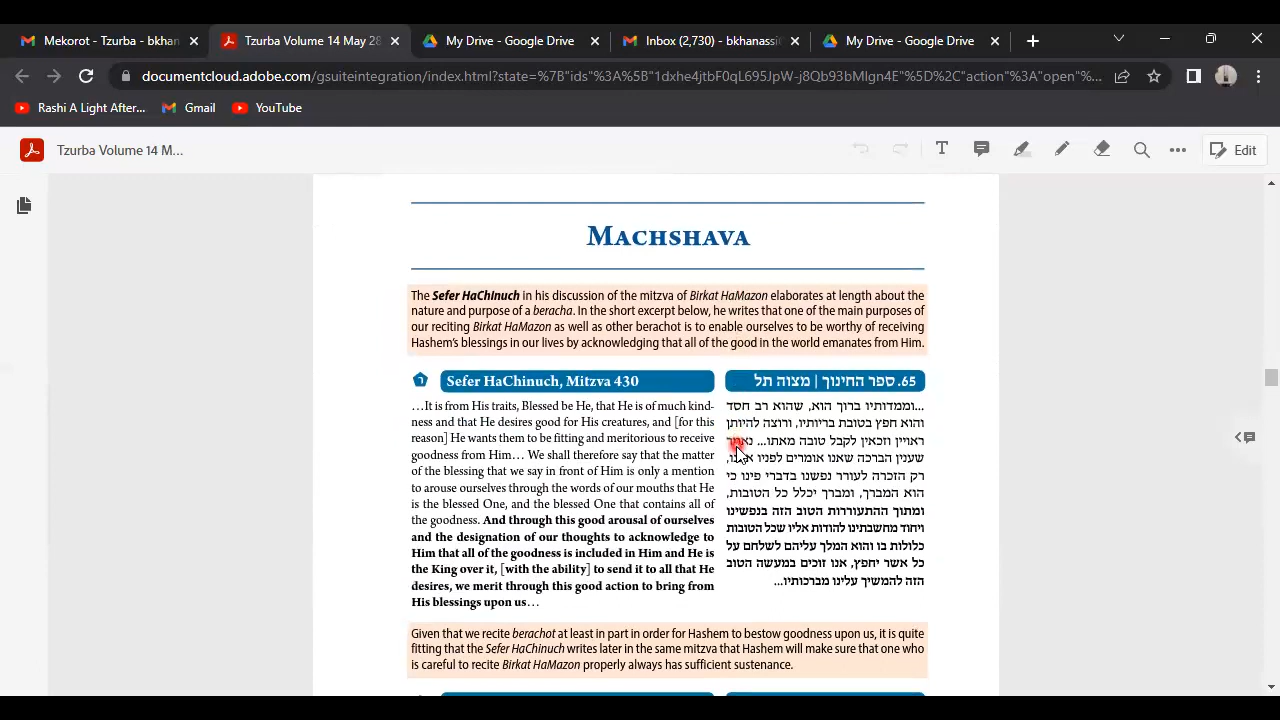 Mekorot - Tzurba - bkhan
Tzurba Volume 14 May 28
My Drive - Google Drive
Inbox (2,730) - bkhanassi
My Drive - Google Drive
documentcloud.adobe.com/gsuiteintegration/index.html?state=%7B"ids"%3A%5B"1dxhe4jtbF0qL695JpW-j8Qb93bMlgn4E"%5D%2C"action"%3A"open"%...
Rashi A Light After...
Gmail
YouTube
Tzurba Volume 14 M...
Edit
MACHSHAVA
The Sefer HaChinuch in his discussion of the mitzva of Birkat HaMazon elaborates at length about the
nature and purpose of a beracha. In the short excerpt below, he writes that one of the main purposes of
our reciting Birkat HaMazon as well as other berachot is to enable ourselves to be worthy of receiving
Hashem's blessings in our lives by acknowledging that all of the good in the world emanates from Him.
ר
Sefer HaChinuch, Mitzva 430
…It is from His traits, Blessed be He, that He is of much kind-
ness and that He desires good for His creatures, and [for this
reason] He wants them to be fitting and meritorious to receive
goodness from Him… We shall therefore say that the matter
of the blessing that we say in front of Him is only a mention
to arouse ourselves through the words of our mouths that He
is the blessed One, and the blessed One that contains all of
the goodness. And through this good arousal of ourselves
and the designation of our thoughts to acknowledge to
Him that all of the goodness is included in Him and He is
the King over it, [with the ability] to send it to all that He
desires, we merit through this good action to bring from
His blessings upon us…
65. ספר החינוך | מצוה תל
…וממדותיו ברוך הוא, שהוא רב חסד
והוא חפץ בטובת בריותיו, ורוצה להיותן
ראויין וזכאין לקבל טובה מאתו…
שענין הברכה שאנו אומרים לפניו
רק הזכרה לעורר נפשנו בדברי פינו כי
הוא המברך, ומברך יכלל כל הטובות,
ומתוך ההתעוררות הטוב הזה בנפשינו
ויחוד מחשבתינו להודות אליו שכל הטובות
כלולות בו והוא המלך עליהם לשלחם על
כל אשר יחפץ, אנו זוכים במעשה הטוב
הזה להמשיך עלינו מברכותיו…
Given that we recite berachot at least in part in order for Hashem to bestow goodness upon us, it is quite
fitting that the Sefer HaChinuch writes later in the same mitzva that Hashem will make sure that one who
is careful to recite Birkat HaMazon properly always has sufficient sustenance.